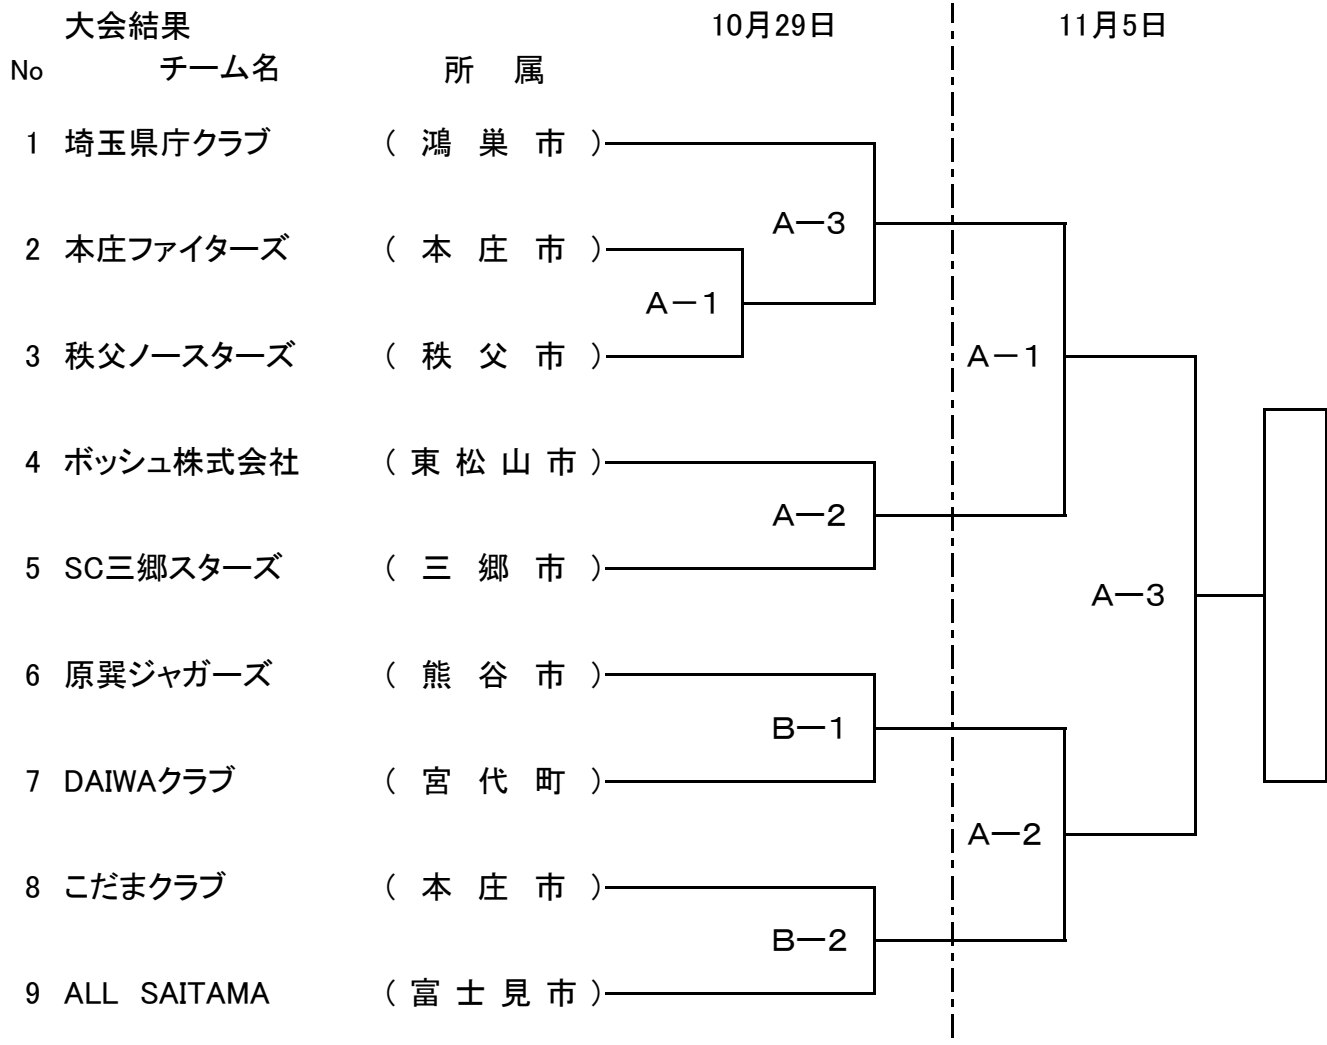 大会結果 10月29日 11月5日
No チーム名 所 属
1 埼玉県庁クラブ ( 鴻 巣 市 )
A－3
2 本庄ファイターズ ( 本 庄 市 )
A－1
3 秩父ノースターズ ( 秩 父 市 ) A－1
4 ボッシュ株式会社 ( 東 松 山 市 )
A－2
5 SC三郷スターズ ( 三 郷 市 )
A－3
6 原巽ジャガーズ ( 熊 谷 市 )
B－1
7 DAIWAクラブ ( 宮 代 町 )
A－2
8 こだまクラブ ( 本 庄 市 )
B－2
9 ALL SAITAMA ( 富 士 見 市 )